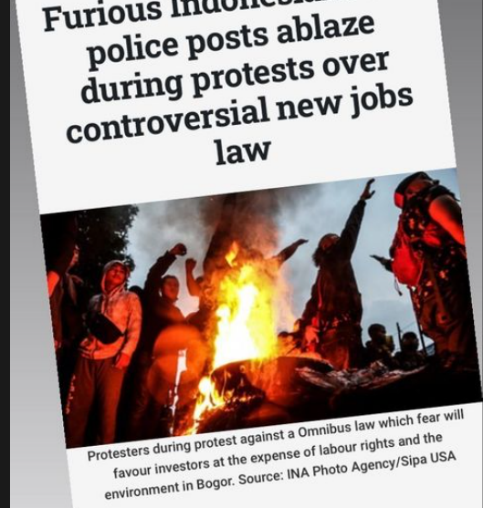 Furious
police posts ablaze
during protests over
controversial new jobs
law
Protesters during protest against a Omnibus law which fear will
favour investors at the expense of labour rights and the
environment in Bogor. Source: INA Photo Agency/Sipa USA